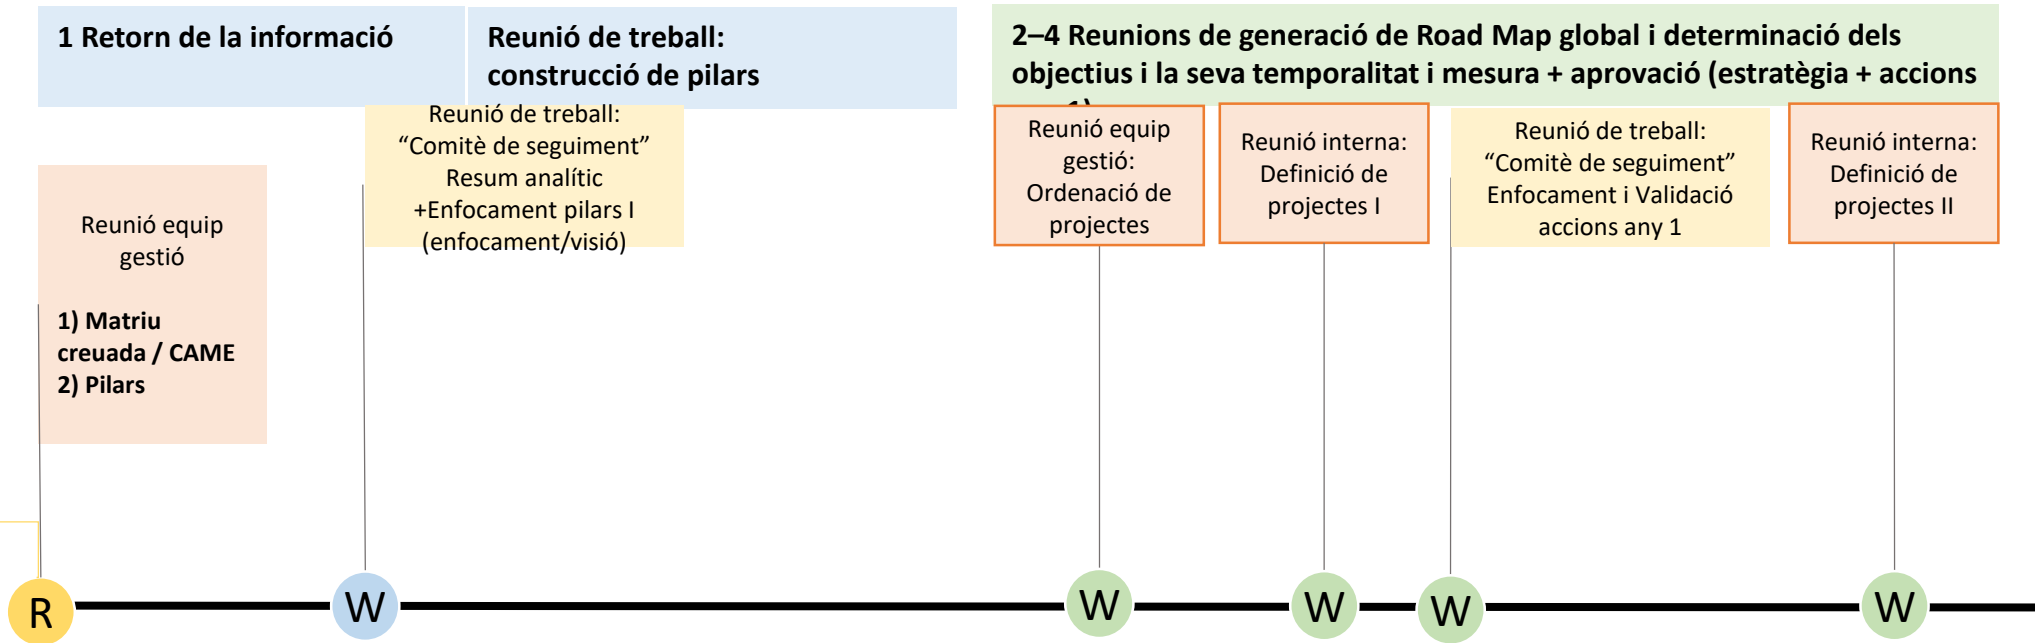 1 Retorn de la informació
Reunió de treball:
construcció de pilars
2–4 Reunions de generació de Road Map global i determinació dels
objectius i la seva temporalitat i mesura + aprovació (estratègia + accions
Reunió equip
gestió
1) Matriu
creuada / CAME
2) Pilars
Reunió de treball:
“Comitè de seguiment”
Resum analític
+Enfocament pilars I
(enfocament/visió)
Reunió equip
gestió:
Ordenació de
projectes
Reunió interna:
Definició de
projectes I
Reunió de treball:
“Comitè de seguiment”
Enfocament i Validació
accions any 1
Reunió interna:
Definició de
projectes II
R
W
W
W
W
W